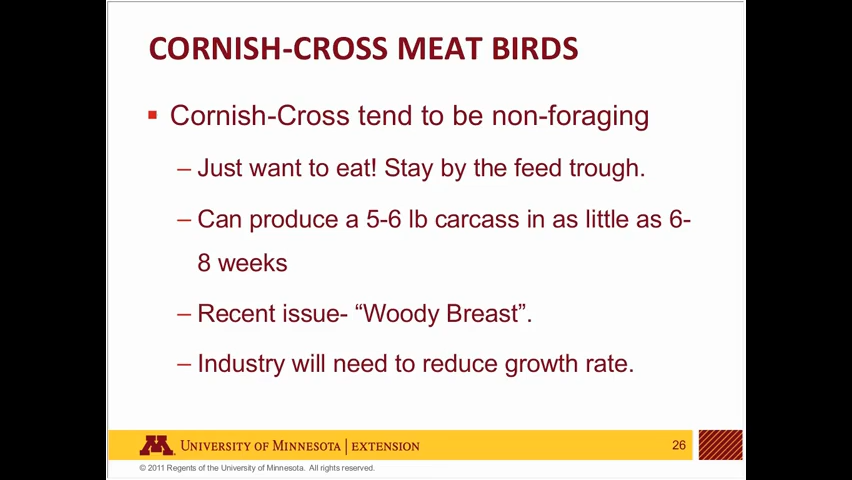 CORNISH-CROSS MEAT BIRDS
▪ Cornish-Cross tend to be non-foraging
– Just want to eat! Stay by the feed trough.
– Can produce a 5-6 lb carcass in as little as 6-
8 weeks
– Recent issue- “Woody Breast”.
– Industry will need to reduce growth rate.
M UNIVERSITY OF MINNESOTA | EXTENSION
26
© 2011 Regents of the University of Minnesota. All rights reserved.